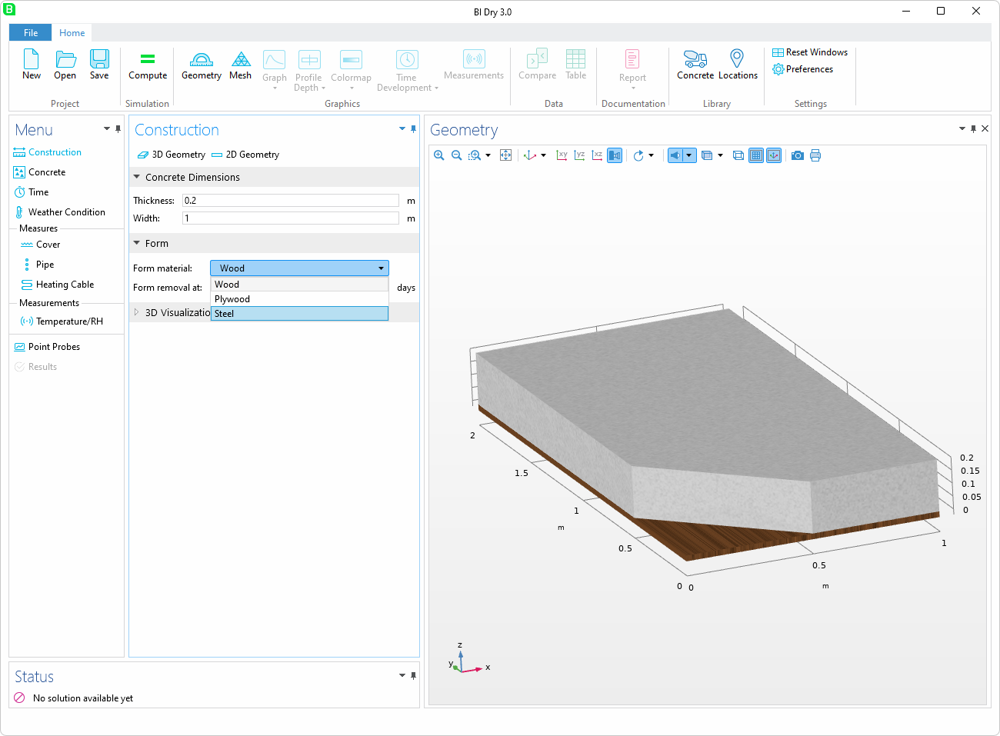 B
BI Dry 3.0
File
Home
New
Open
Save
Project
Compute
Simulation
Geometry
Mesh
Graph
Profile
Depth
Colormap
Time
Development
Measurements
Graphics
Compare
Table
Data
Report
Documentation
Concrete
Locations
Library
Reset Windows
Preferences
Settings
Menu
Construction
Concrete
Time
Weather Condition
Measures
Cover
Pipe
Heating Cable
Measurements
Temperature/RH
Point Probes
Results
Construction
3D Geometry
2D Geometry
Concrete Dimensions
Thickness: 0.2 m
Width: 1 m
Form
Form material: Wood
Form removal at: days
Wood
Plywood
Steel
3D Visualizatio
Geometry
xy
yz
xz
2
1.5
1
m
0.5
0
0
0.5
m
1
0.2
0.15
0.1
0.05
0
z
y
x
Status
No solution available yet